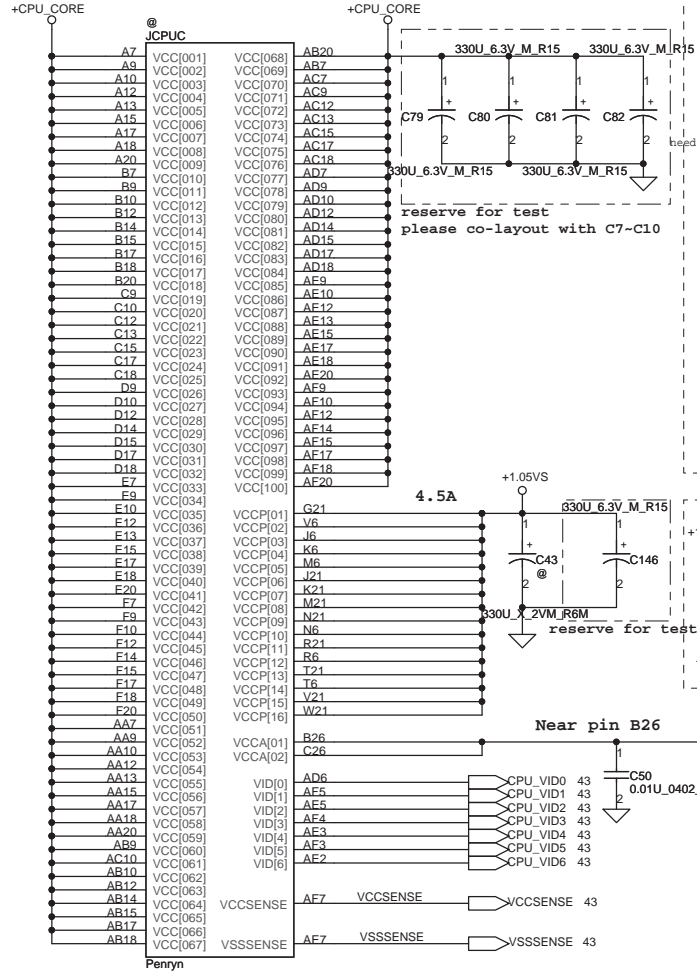 +CPU_CORE +CPU_CORE
@
JCPUC
A7 VCC[001] VCC[068] AB20
A9 VCC[002] VCC[069] AB7
A10 VCC[003] VCC[070] AC7
A12 VCC[004] VCC[071] AC9
A13 VCC[005] VCC[072] AC12
A15 VCC[006] VCC[073] AC13
A17 VCC[007] VCC[074] AC15
A18 VCC[008] VCC[075] AC17
A20 VCC[009] VCC[076] AC18
B7 VCC[010] VCC[077] AD7
B9 VCC[011] VCC[078] AD9
B10 VCC[012] VCC[079] AD10
B12 VCC[013] VCC[080] AD12
B14 VCC[014] VCC[081] AD14
B15 VCC[015] VCC[082] AD15
B17 VCC[016] VCC[083] AD17
B18 VCC[017] VCC[084] AD18
B20 VCC[018] VCC[085] AE9
C9 VCC[019] VCC[086] AE10
C10 VCC[020] VCC[087] AE12
C12 VCC[021] VCC[088] AE13
C13 VCC[022] VCC[089] AE15
C15 VCC[023] VCC[090] AE17
C17 VCC[024] VCC[091] AE18
C18 VCC[025] VCC[092] AE20
D9 VCC[026] VCC[093] AF9
D10 VCC[027] VCC[094] AF10
D12 VCC[028] VCC[095] AF12
D14 VCC[029] VCC[096] AF14
D15 VCC[030] VCC[097] AF15
D17 VCC[031] VCC[098] AF17
D18 VCC[032] VCC[099] AF18
E7 VCC[033] VCC[100] AF20
E9 VCC[034]
E10 VCC[035] VCCP[01] G21
E12 VCC[036] VCCP[02] V6
E13 VCC[037] VCCP[03] J6
E15 VCC[038] VCCP[04] K6
E17 VCC[039] VCCP[05] M6
E18 VCC[040] VCCP[06] J21
E20 VCC[041] VCCP[07] K21
F7 VCC[042] VCCP[08] M21
F9 VCC[043] VCCP[09] N21
F10 VCC[044] VCCP[10] N6
F12 VCC[045] VCCP[11] R21
F14 VCC[046] VCCP[12] R6
F15 VCC[047] VCCP[13] T21
F17 VCC[048] VCCP[14] T6
F18 VCC[049] VCCP[15] V21
F20 VCC[050] VCCP[16] W21
AA7 VCC[051]
AA9 VCC[052] VCCA[01] B26
AA10 VCC[053] VCCA[02] C26
AA12 VCC[054]
AA13 VCC[055] VID[0] AD6 CPU_VID0 43
AA15 VCC[056] VID[1] AF5 CPU_VID1 43
AA17 VCC[057] VID[2] AE5 CPU_VID2 43
AA18 VCC[058] VID[3] AF4 CPU_VID3 43
AA20 VCC[059] VID[4] AE3 CPU_VID4 43
AB9 VCC[060] VID[5] AF3 CPU_VID5 43
AC10 VCC[061] VID[6] AE2 CPU_VID6 43
AB10 VCC[062]
AB12 VCC[063]
AB14 VCC[064] VCCSENSE AF7 VCCSENSE VCCSENSE 43
AB15 VCC[065]
AB17 VCC[066]
AB18 VCC[067] VSSSENSE AE7 VSSSENSE VSSSENSE 43
Penryn
330U_6.3V_M_R15 330U_6.3V_M_R15
1 1 1 1
+ + + +
C79 C80 C81 C82
2 2 2 2
need
330U_6.3V_M_R15 330U_6.3V_M_R15
reserve for test
please co-layout with C7~C10
4.5A
+1.05VS
330U_6.3V_M_R15
1 1
+ +
C43 C146
@
2 2
330U_X_2VM_R6M
reserve for test
+
Near pin B26
1
C50
0.01U_0402_
2